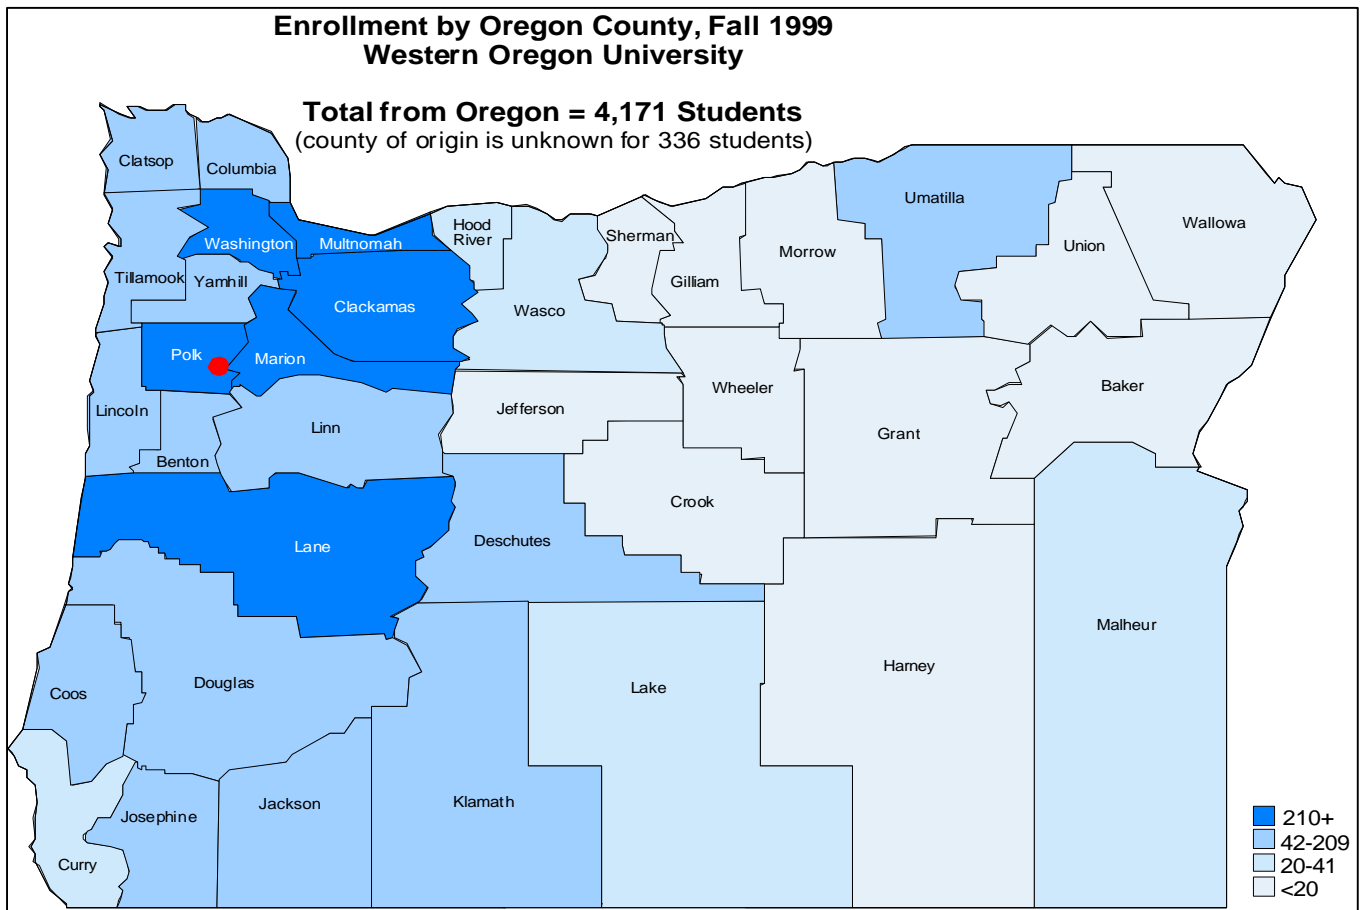 Enrollment by Oregon County, Fall 1999
Western Oregon University
Total from Oregon = 4,171 Students
(county of origin is unknown for 336 students)
Clatsop
Columbia
Umatilla
Wallowa
Hood
River
Sherman
Washington
Multnomah
Morrow
Union
Tillamook
Yamhill
Gilliam
Clackamas
Wasco
Polk
Marion
Wheeler
Baker
Lincoln
Jefferson
Linn
Grant
Benton
Crook
Lane
Deschutes
Malheur
Harney
Douglas
Lake
Coos
Klamath
Jackson
Josephine
Curry
210+
42-209
20-41
<20